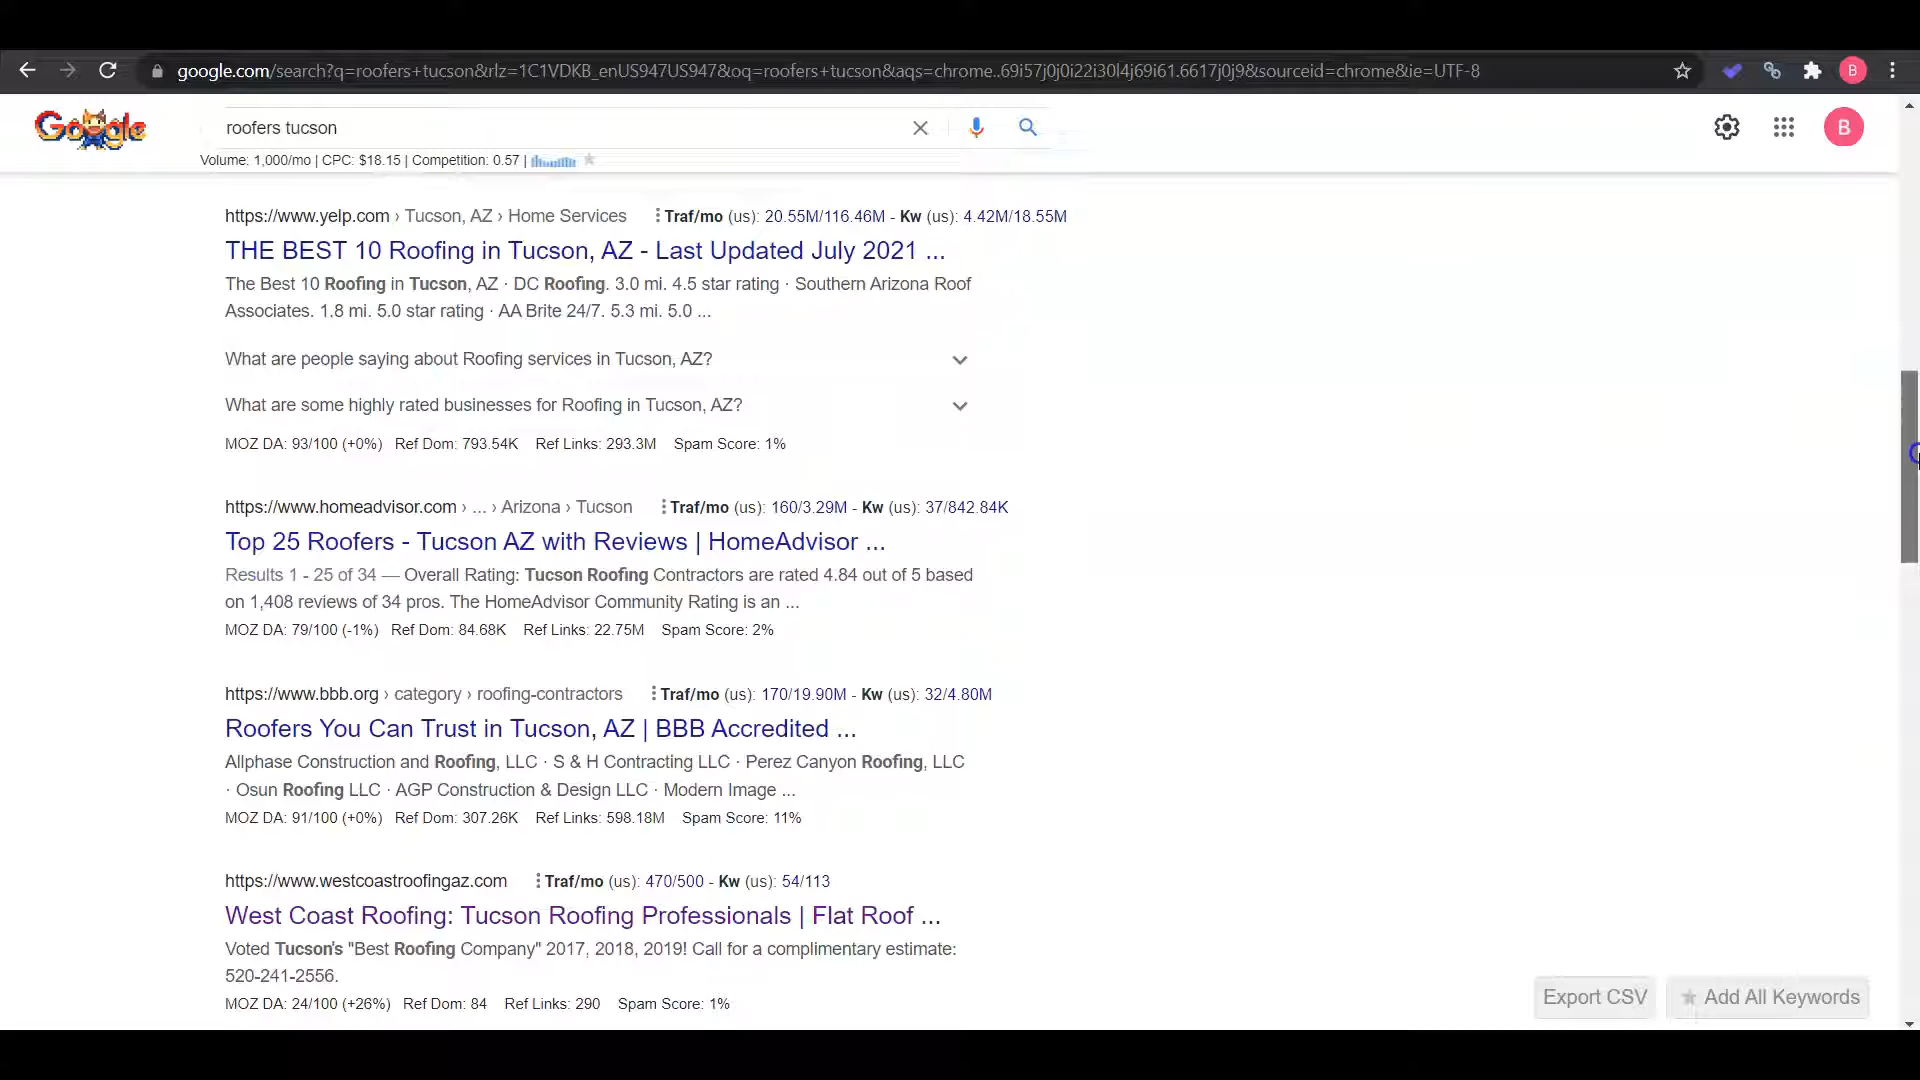 google.com/search?q=roofers+tucson&rlz=1C1VDKB_enUS947US947&oq=roofers+tucson&aqs=chrome..69i57j0j0i22i30l4j69i61.6617j0j9&sourceid=chrome&ie=UTF-8
B
Google
roofers tucson
B
Volume: 1,000/mo | CPC: $18.15 | Competition: 0.57 |
https://www.yelp.com › Tucson, AZ › Home Services Traf/mo (us): 20.55M/116.46M - Kw (us): 4.42M/18.55M
THE BEST 10 Roofing in Tucson, AZ - Last Updated July 2021 ...
The Best 10 Roofing in Tucson, AZ · DC Roofing. 3.0 mi. 4.5 star rating · Southern Arizona Roof
Associates. 1.8 mi. 5.0 star rating · AA Brite 24/7. 5.3 mi. 5.0 ...
What are people saying about Roofing services in Tucson, AZ?
What are some highly rated businesses for Roofing in Tucson, AZ?
MOZ DA: 93/100 (+0%) Ref Dom: 793.54K Ref Links: 293.3M Spam Score: 1%
https://www.homeadvisor.com › ... › Arizona › Tucson Traf/mo (us): 160/3.29M - Kw (us): 37/842.84K
Top 25 Roofers - Tucson AZ with Reviews | HomeAdvisor ...
Results 1 - 25 of 34 — Overall Rating: Tucson Roofing Contractors are rated 4.84 out of 5 based
on 1,408 reviews of 34 pros. The HomeAdvisor Community Rating is an ...
MOZ DA: 79/100 (-1%) Ref Dom: 84.68K Ref Links: 22.75M Spam Score: 2%
https://www.bbb.org › category › roofing-contractors Traf/mo (us): 170/19.90M - Kw (us): 32/4.80M
Roofers You Can Trust in Tucson, AZ | BBB Accredited ...
Allphase Construction and Roofing, LLC · S & H Contracting LLC · Perez Canyon Roofing, LLC
· Osun Roofing LLC · AGP Construction & Design LLC · Modern Image ...
MOZ DA: 91/100 (+0%) Ref Dom: 307.26K Ref Links: 598.18M Spam Score: 11%
https://www.westcoastroofingaz.com Traf/mo (us): 470/500 - Kw (us): 54/113
West Coast Roofing: Tucson Roofing Professionals | Flat Roof ...
Voted Tucson's "Best Roofing Company" 2017, 2018, 2019! Call for a complimentary estimate:
520-241-2556.
MOZ DA: 24/100 (+26%) Ref Dom: 84 Ref Links: 290 Spam Score: 1%
Export CSV
Add All Keywords